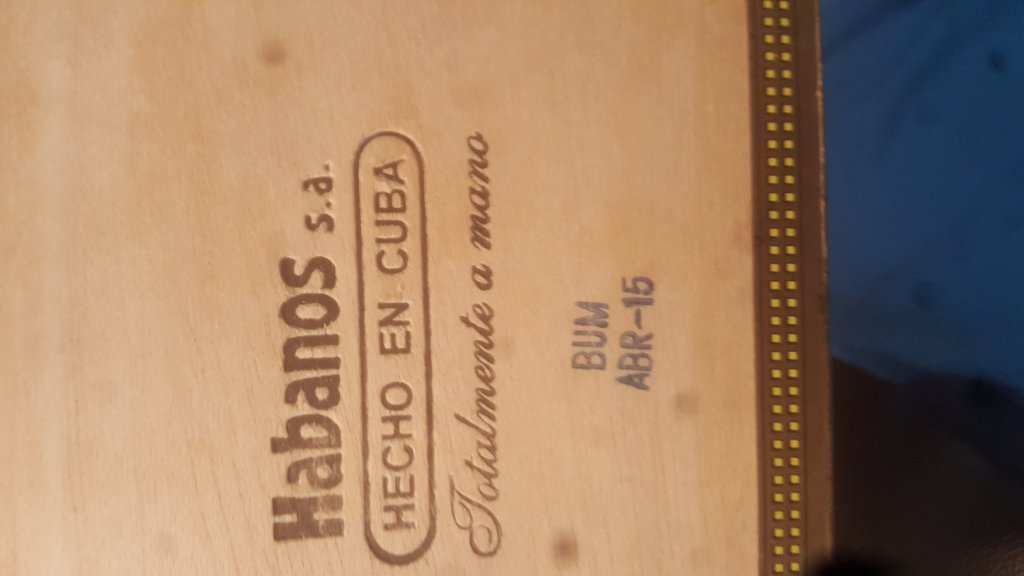 Habanos s.a.
HECHO EN CUBA
Totalmente a mano
BUM
ABR-15